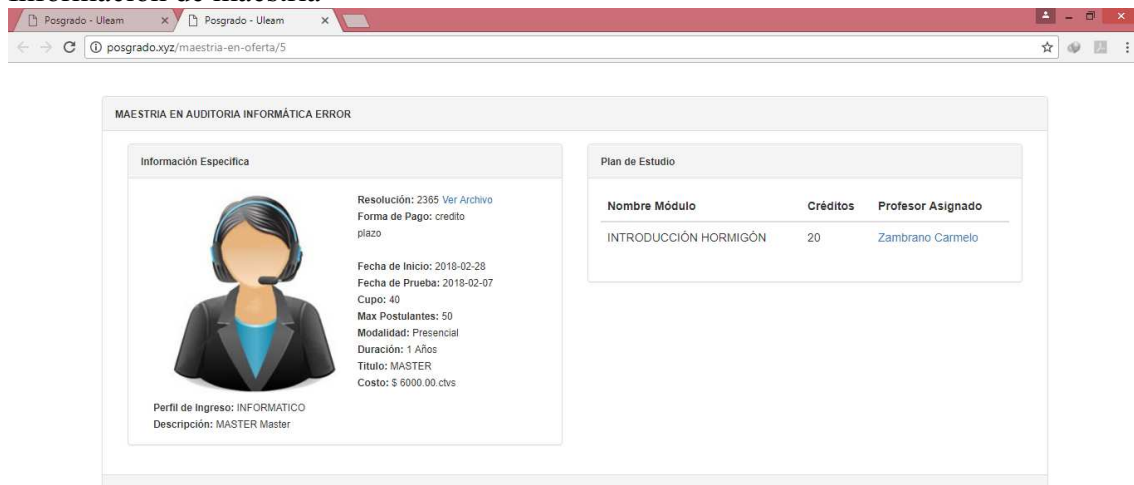 Información de maestría
Posgrado - Uleam
Posgrado - Uleam
posgrado.xyz/maestria-en-oferta/5
MAESTRIA EN AUDITORIA INFORMÁTICA ERROR
Información Especifica
Resolución: 2365 Ver Archivo
Forma de Pago: credito
plazo
Fecha de Inicio: 2018-02-28
Fecha de Prueba: 2018-02-07
Cupo: 40
Max Postulantes: 50
Modalidad: Presencial
Duración: 1 Años
Titulo: MASTER
Costo: $ 6000.00.ctvs
Perfil de Ingreso: INFORMATICO
Descripción: MASTER Master
Plan de Estudio
Nombre Módulo Créditos Profesor Asignado
INTRODUCCIÓN HORMIGÓN 20 Zambrano Carmelo